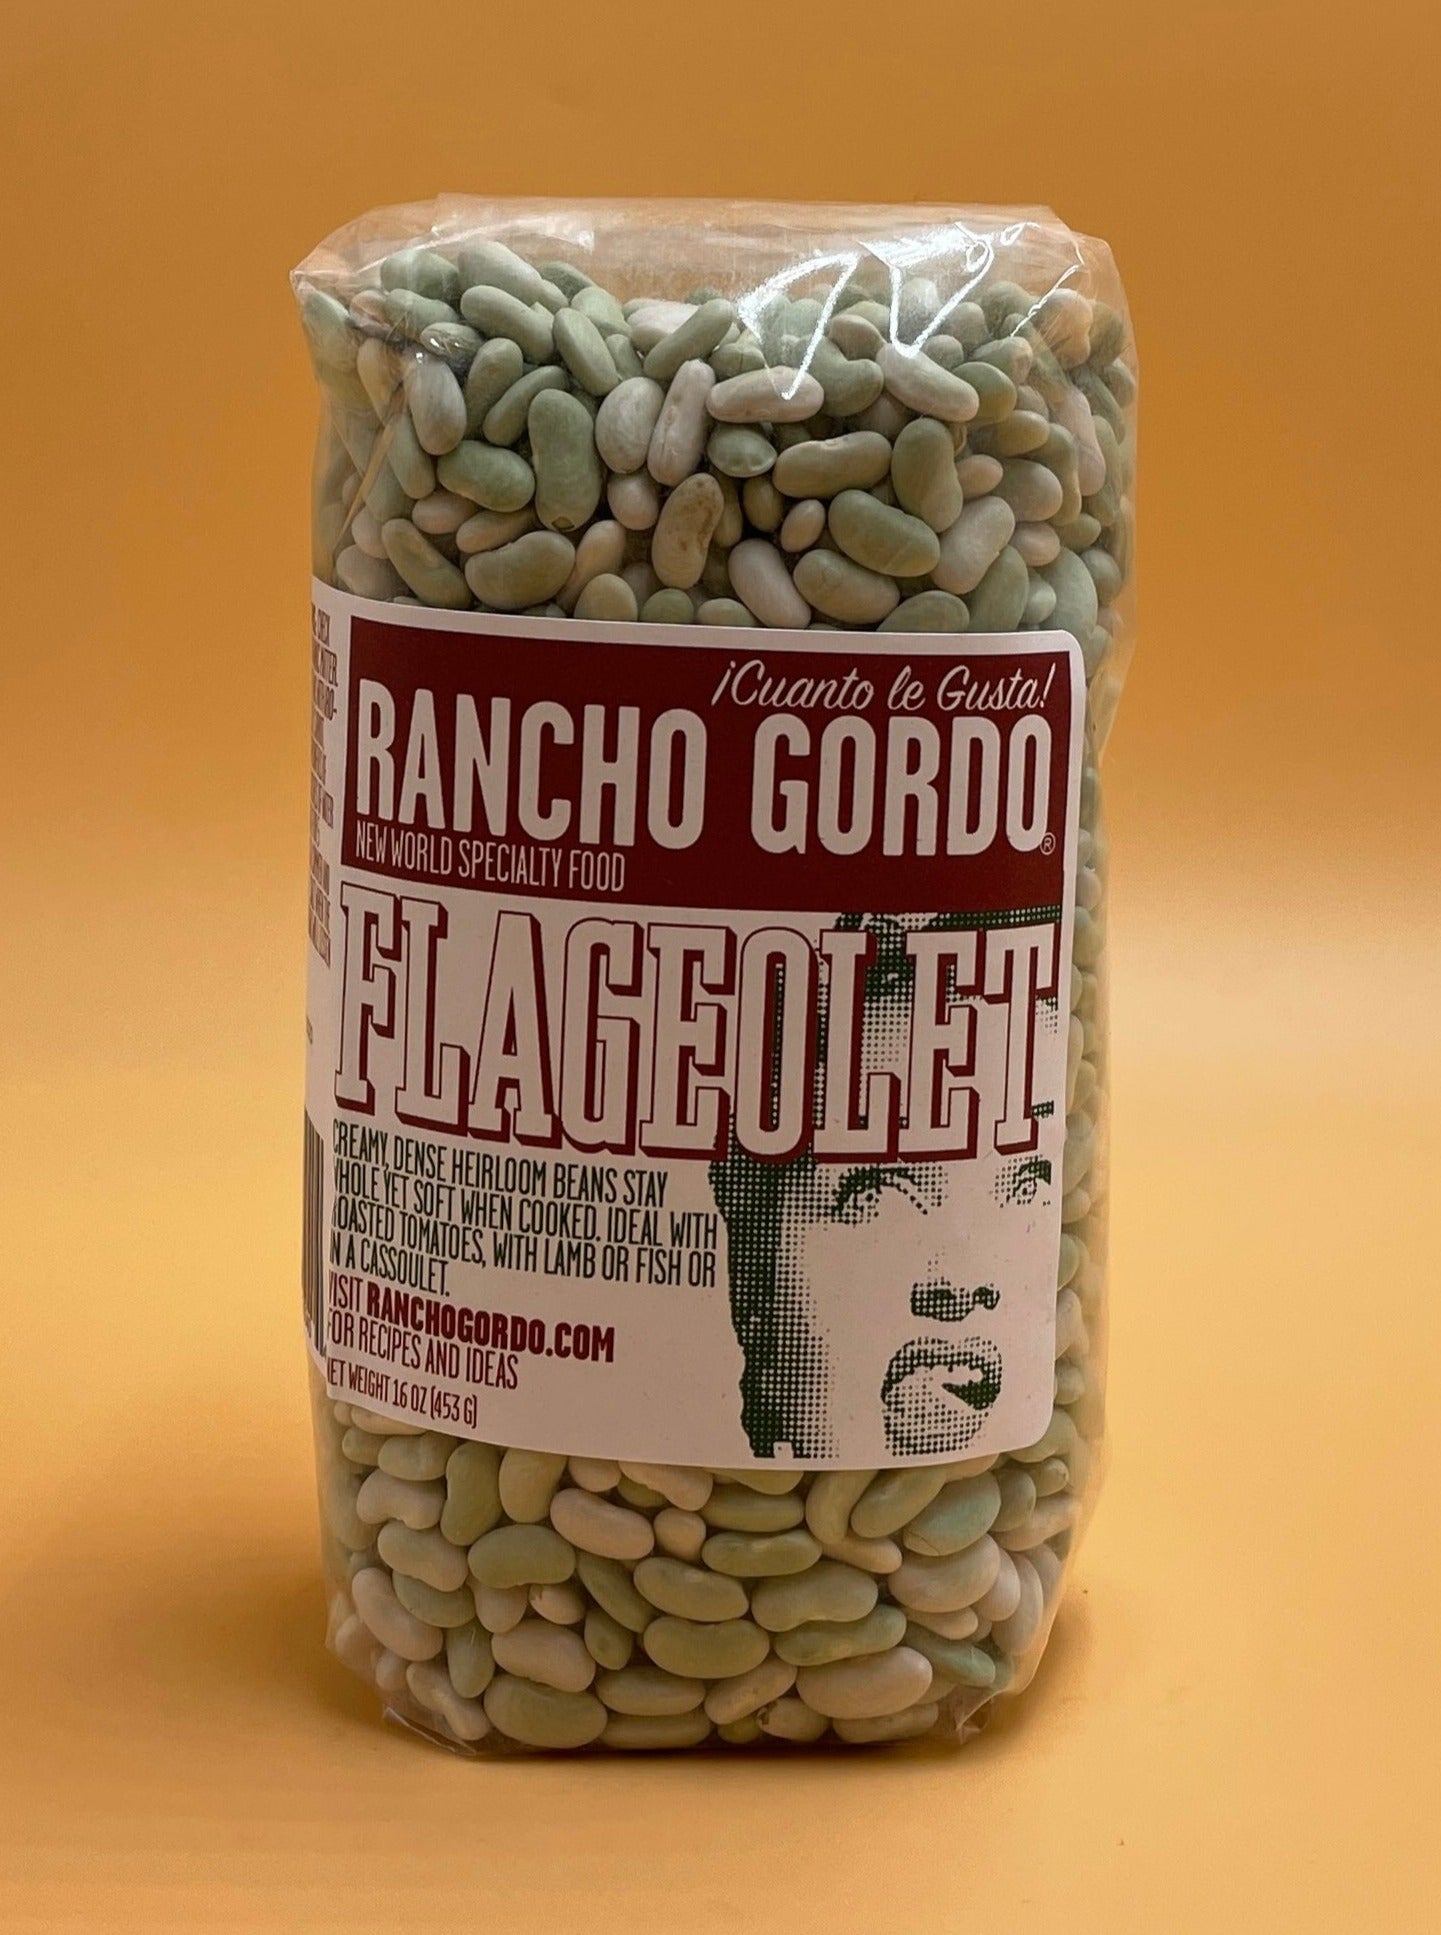 ¡Cuanto le Gusta!
RANCHO GORDO®
NEW WORLD SPECIALTY FOOD
FLAGEOLET
CREAMY, DENSE HEIRLOOM BEANS STAY
WHOLE YET SOFT WHEN COOKED. IDEAL WITH
ROASTED TOMATOES, WITH LAMB OR FISH OR
IN A CASSOULET.
VISIT RANCHOGORDO.COM
FOR RECIPES AND IDEAS
NET WEIGHT 16 OZ (453 G)